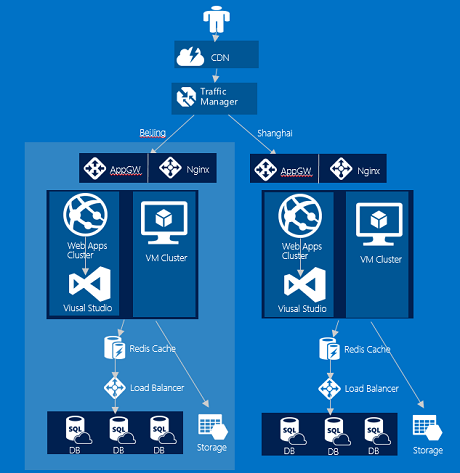 CDN
Traffic
Manager
Beijing
Shanghai
AppGW
Nginx
AppGW
Nginx
Web Apps
Cluster
VM Cluster
Viusal Studio
Web Apps
Cluster
VM Cluster
Viusal Studio
Redis Cache
Redis Cache
Load Balancer
Load Balancer
SQL
SQL
SQL
DB
DB
DB
Storage
SQL
SQL
SQL
DB
DB
DB
Storage